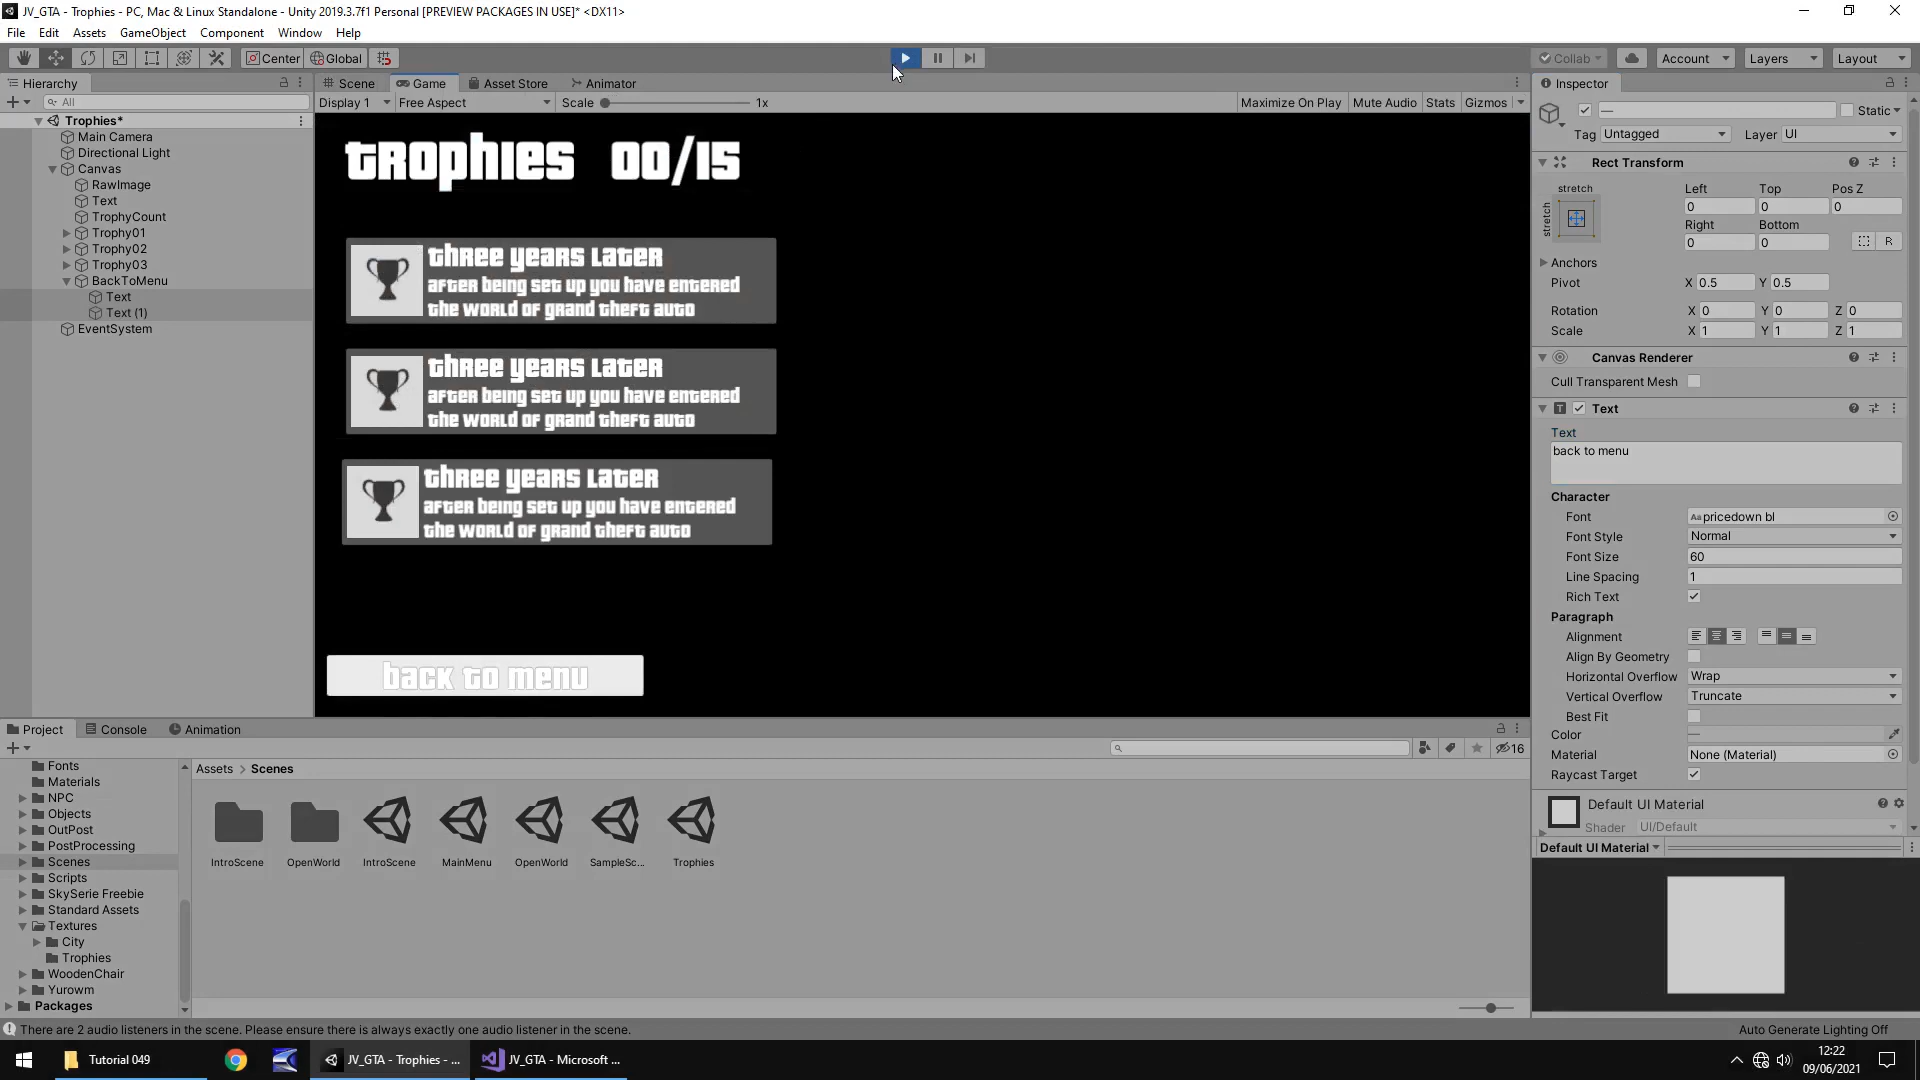 JV_GTA - Trophies - PC, Mac & Linux Standalone - Unity 2019.3.7f1 Personal [PREVIEW PACKAGES IN USE]* <DX11>
File Edit Assets GameObject Component Window Help
Center Global Collab Account Layers Layout
Hierarchy
All
Trophies*
Main Camera
Directional Light
Canvas
RawImage
Text
TrophyCount
Trophy01
Trophy02
Trophy03
BackToMenu
Text
Text (1)
EventSystem
Scene Game Asset Store Animator
Display 1 Free Aspect Scale 1x Maximize On Play Mute Audio Stats Gizmos
trophies 00/15
three years later
after being set up you have entered
the world of grand theft auto
three years later
after being set up you have entered
the world of grand theft auto
three years later
after being set up you have entered
the world of grand theft auto
back to menu
Inspector
— Static
Tag Untagged Layer UI
Rect Transform
stretch
stretch
Left Top Pos Z
0 0 0
Right Bottom
0 0
R
Anchors
Pivot X 0.5 Y 0.5
Rotation X 0 Y 0 Z 0
Scale X 1 Y 1 Z 1
Canvas Renderer
Cull Transparent Mesh
Text
Text
back to menu
Character
Font Aa pricedown bl
Font Style Normal
Font Size 60
Line Spacing 1
Rich Text
Paragraph
Alignment
Align By Geometry
Horizontal Overflow Wrap
Vertical Overflow Truncate
Best Fit
Color —
Material None (Material)
Raycast Target
Default UI Material
Shader UI/Default
Default UI Material
Project Console Animation
16
Fonts
Materials
NPC
Objects
OutPost
PostProcessing
Scenes
Scripts
SkySerie Freebie
Standard Assets
Textures
City
Trophies
WoodenChair
Yurowm
Packages
Assets > Scenes
IntroScene OpenWorld IntroScene MainMenu OpenWorld SampleSc... Trophies
There are 2 audio listeners in the scene. Please ensure there is always exactly one audio listener in the scene.
Auto Generate Lighting Off
Tutorial 049
JV_GTA - Trophies - ...
JV_GTA - Microsoft ...
12:22
09/06/2021